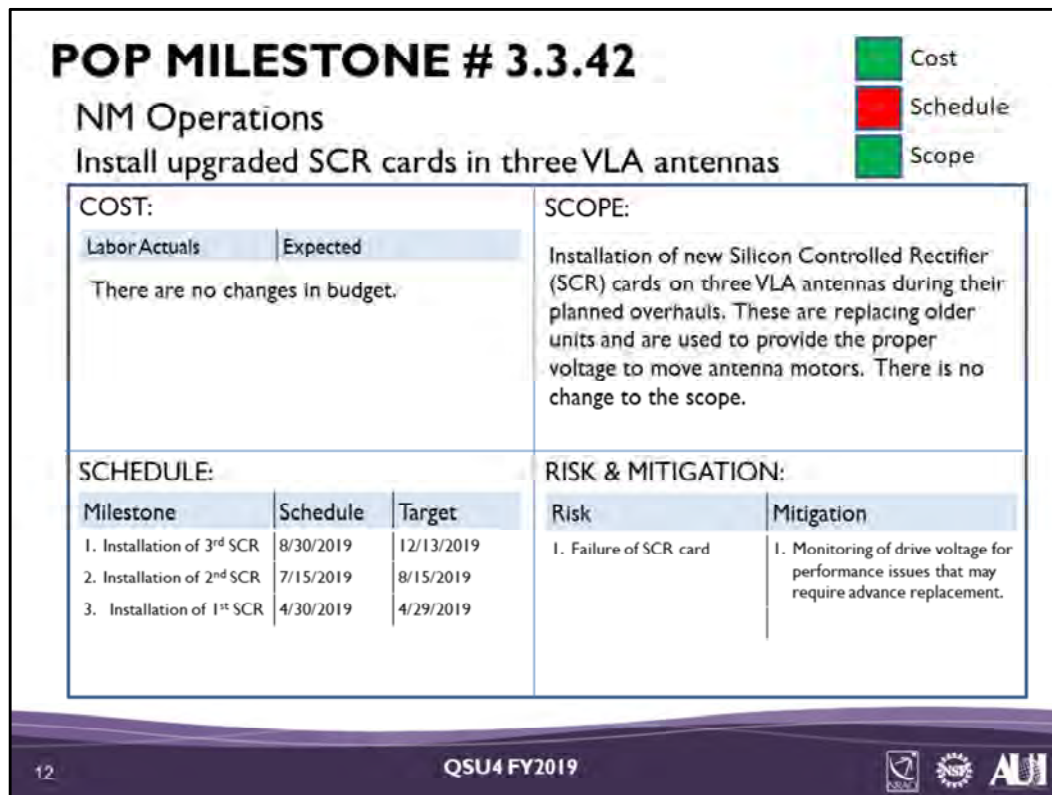 POP MILESTONE # 3.3.42
NM Operations
Install upgraded SCR cards in three VLA antennas
Cost
Schedule
Scope
COST:
Labor Actuals Expected
There are no changes in budget.
SCOPE:
Installation of new Silicon Controlled Rectifier
(SCR) cards on three VLA antennas during their
planned overhauls. These are replacing older
units and are used to provide the proper
voltage to move antenna motors. There is no
change to the scope.
SCHEDULE:
Milestone Schedule Target
1. Installation of 3rd SCR 8/30/2019 12/13/2019
2. Installation of 2nd SCR 7/15/2019 8/15/2019
3. Installation of 1st SCR 4/30/2019 4/29/2019
RISK & MITIGATION:
Risk Mitigation
1. Failure of SCR card 1. Monitoring of drive voltage for
performance issues that may
require advance replacement.
12
QSU4 FY2019
NRAO
NSF
AUI